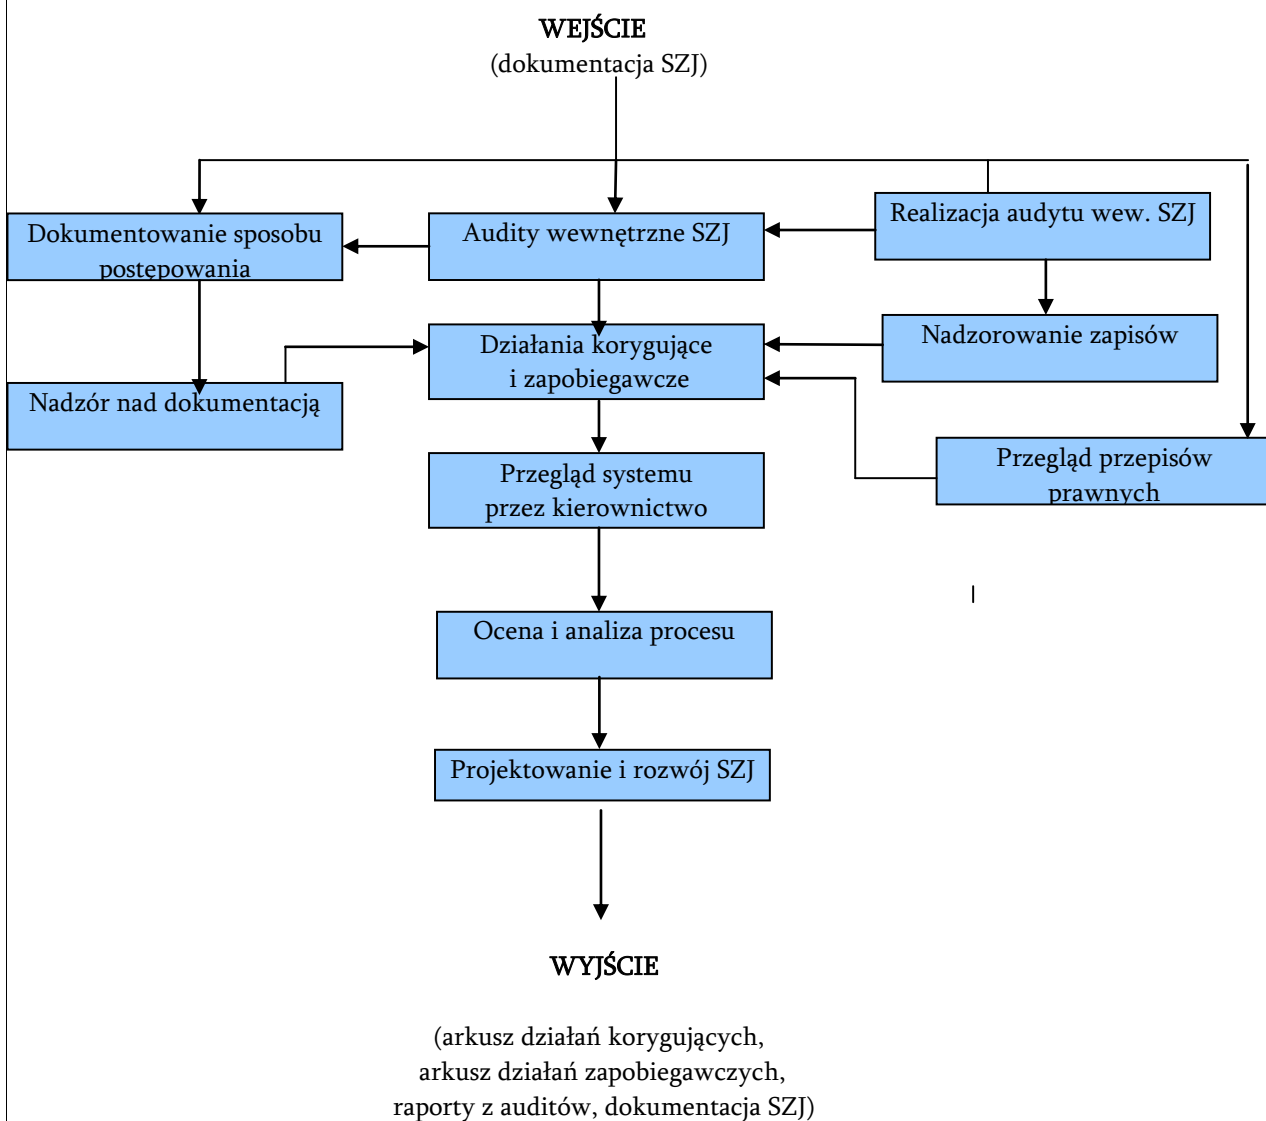 WEJŚCIE
(dokumentacja SZJ)
Dokumentowanie sposobu
postępowania
Audity wewnętrzne SZJ
Realizacja audytu wew. SZJ
Działania korygujące
i zapobiegawcze
Nadzorowanie zapisów
Nadzór nad dokumentacją
Przegląd systemu
przez kierownictwo
Przegląd przepisów
prawnych
Ocena i analiza procesu
Projektowanie i rozwój SZJ
WYJŚCIE
(arkusz działań korygujących,
arkusz działań zapobiegawczych,
raporty z auditów, dokumentacja SZJ)